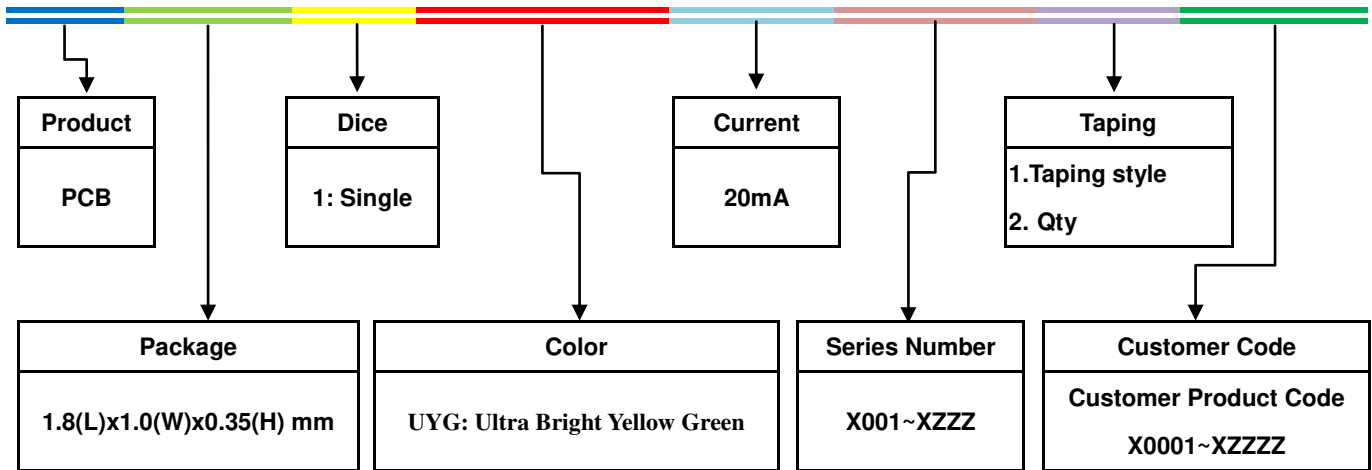 Product
PCB
Dice
1: Single
Current
20mA
Taping
1.Taping style
2. Qty
Package
1.8(L)x1.0(W)x0.35(H) mm
Color
UYG: Ultra Bright Yellow Green
Series Number
X001~XZZZ
Customer Code
Customer Product Code
X0001~XZZZZ